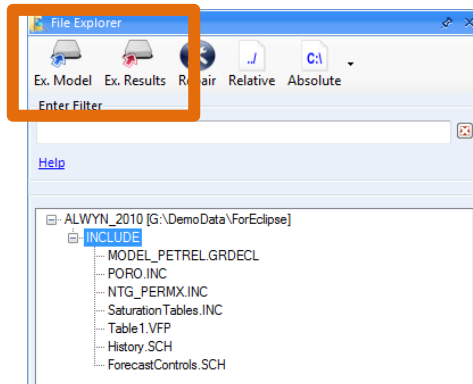 File Explorer
../ C:\
Ex. Model Ex. Results Repair Relative Absolute
Enter Filter
Help
ALWYN_2010 [G:\DemoData\ForEclipse]
INCLUDE
MODEL_PETREL.GRDECL
PORO.INC
NTG_PERMX.INC
SaturationTables.INC
Table1.VFP
History.SCH
ForecastControls.SCH